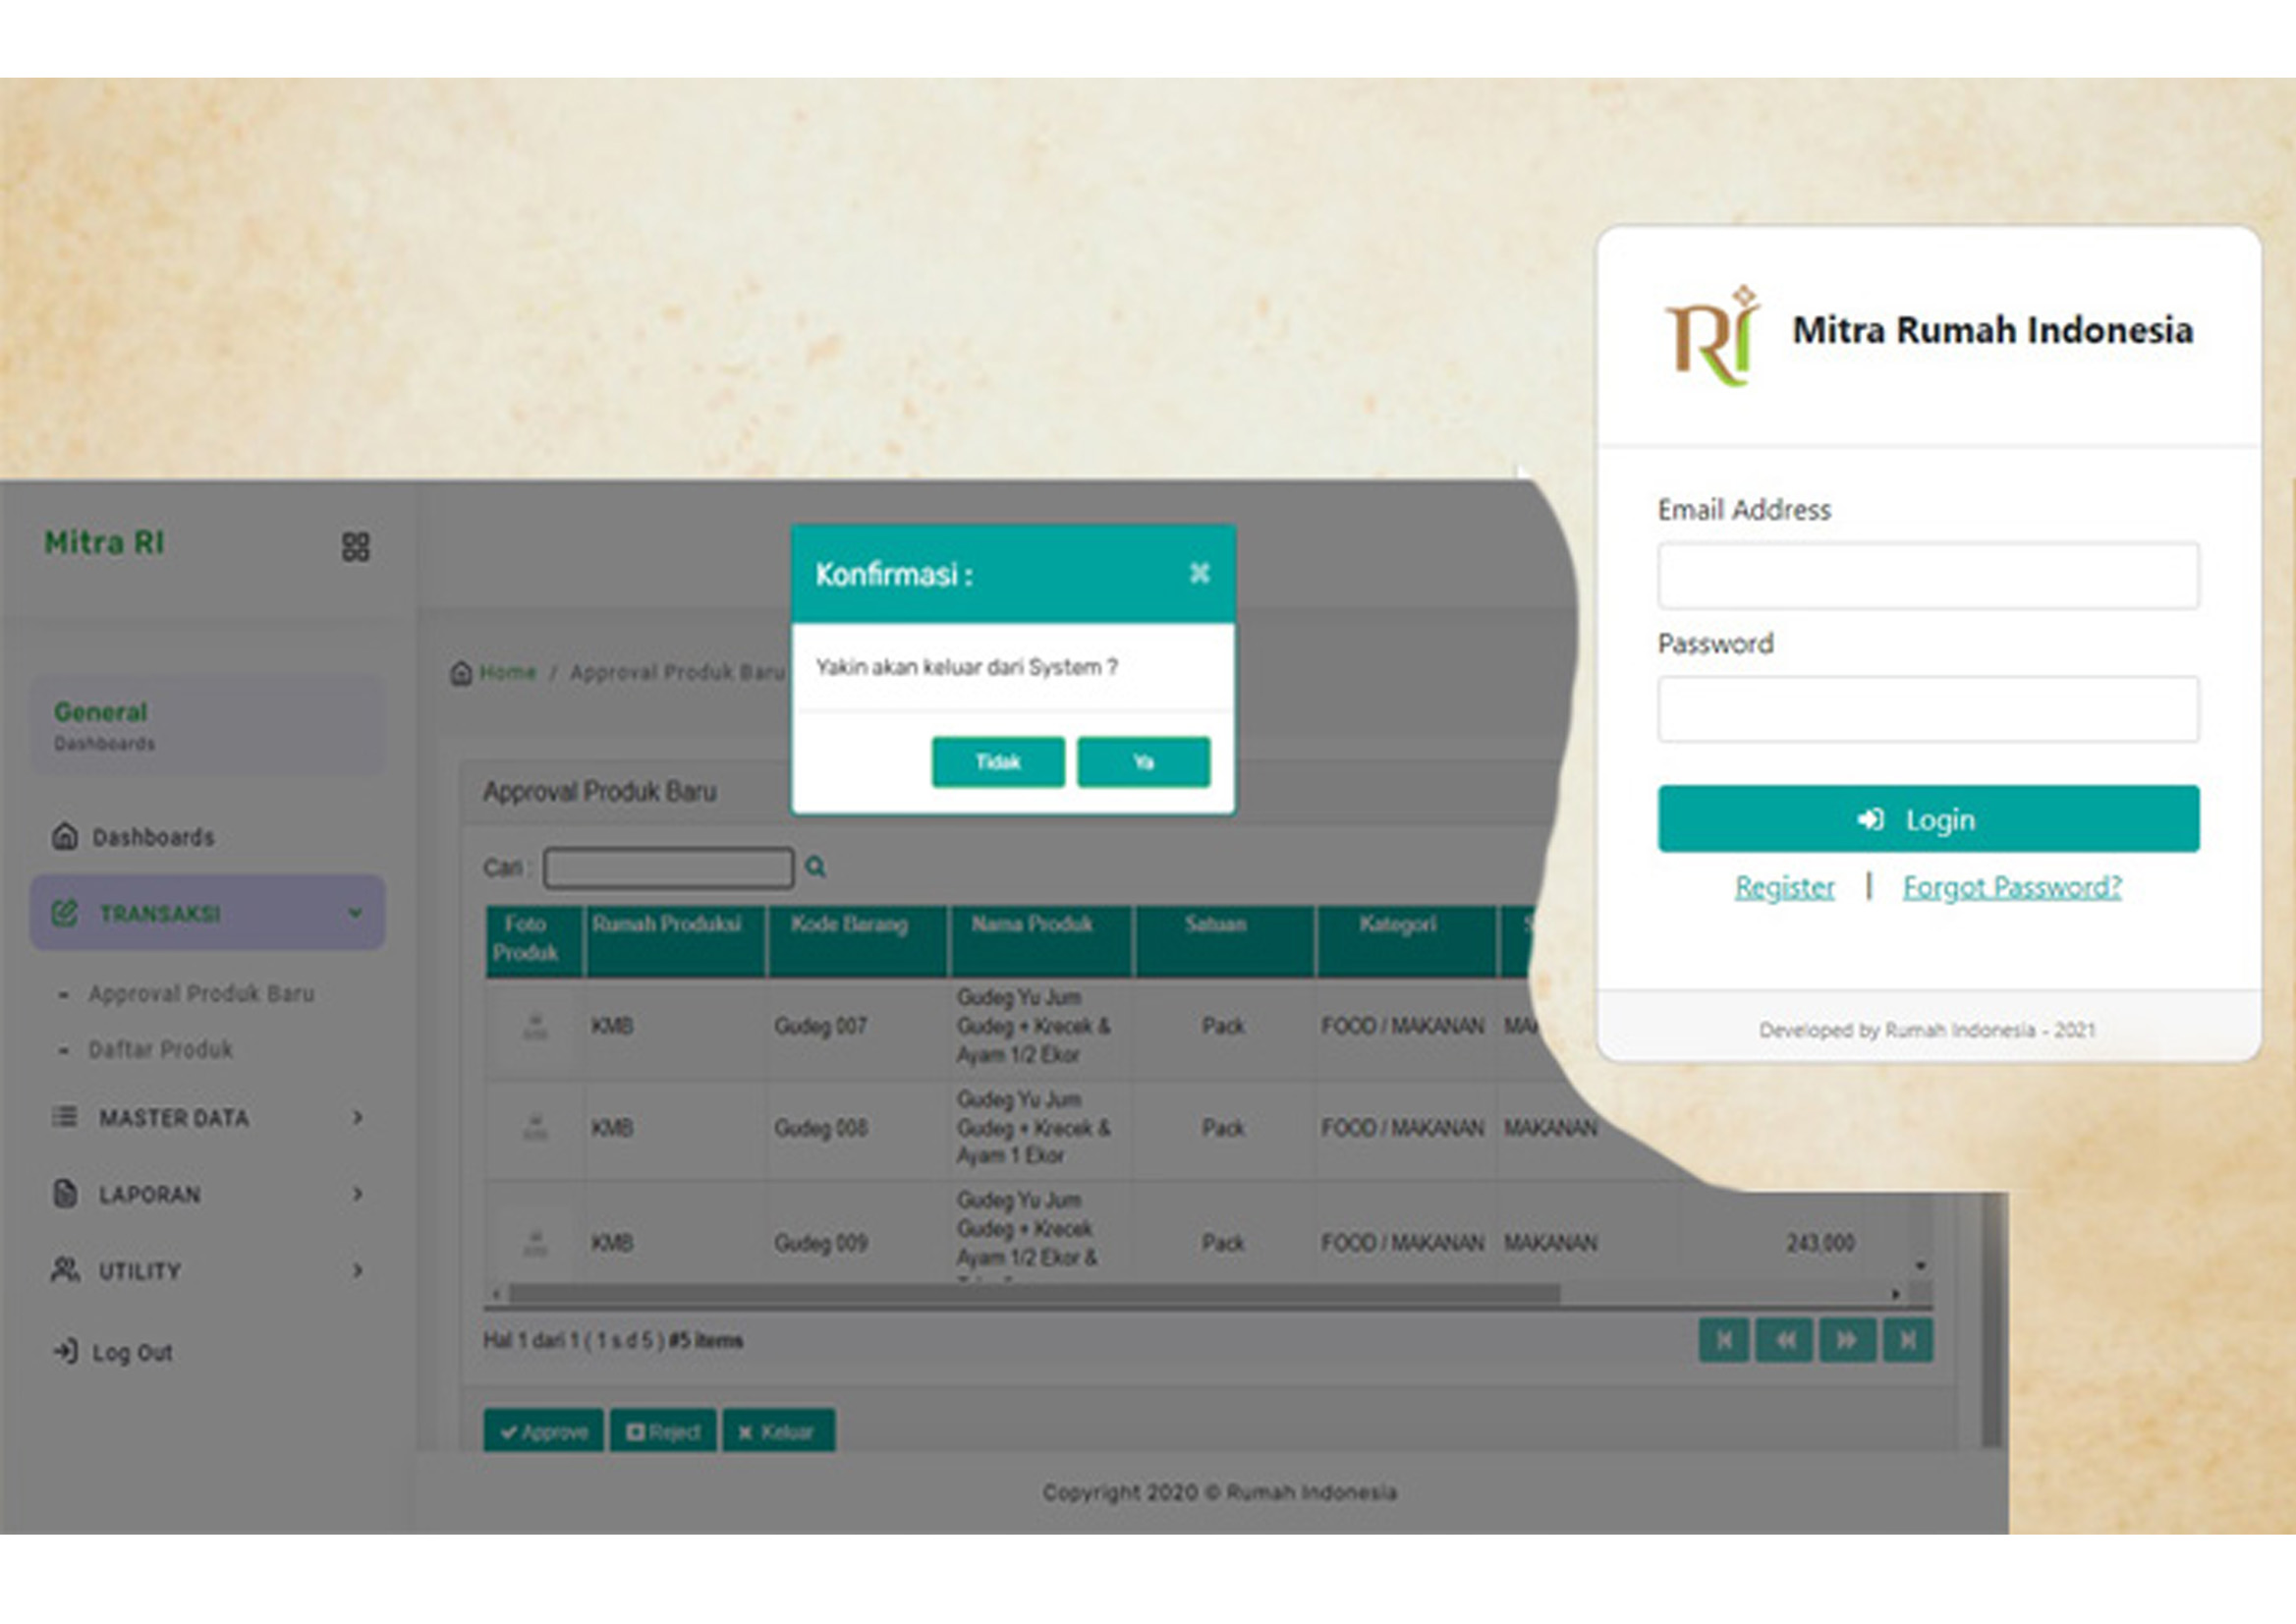 Ri Mitra Rumah Indonesia
Email Address
Password
Login
Register | Forgot Password?
Developed by Rumah Indonesia - 2021
Mitra RI
General
Dashboards
Dashboards
TRANSAKSI
- Approval Produk Baru
- Daftar Produk
MASTER DATA
LAPORAN
UTILITY
Log Out
Konfirmasi :
Yakin akan keluar dari System ?
Tidak Ya
Home / Approval Produk Baru
Approval Produk Baru
Cari :
Foto Produk Rumah Produksi Kode Barang Nama Produk Satuan Kategori
KMB Gudeg 007 Gudeg Yu Jum Gudeg + Krecek & Ayam 1/2 Ekor Pack FOOD / MAKANAN
KMB Gudeg 008 Gudeg Yu Jum Gudeg + Krecek & Ayam 1 Ekor Pack FOOD / MAKANAN MAKANAN
KMB Gudeg 009 Gudeg Yu Jum Gudeg + Krecek Ayam 1/2 Ekor & Pack FOOD / MAKANAN MAKANAN 243,000
Hal 1 dari 1 ( 1 s.d 5 ) #5 items
Approve Reject Keluar
Copyright 2020 © Rumah Indonesia